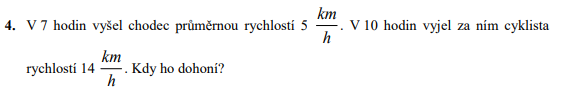 4. V 7 hodin vyšel chodec průměrnou rychlostí 5 km/h. V 10 hodin vyjel za ním cyklista
rychlostí 14 km/h. Kdy ho dohoní?